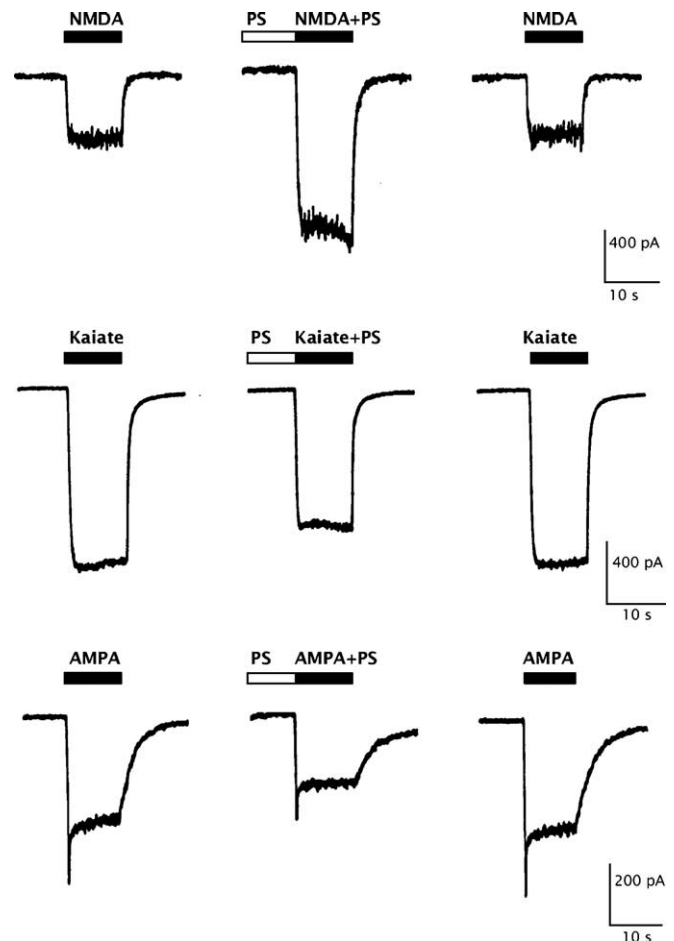 NMDA PS NMDA+PS NMDA
400 pA
10 s
Kaiate PS Kaiate+PS Kaiate
400 pA
10 s
AMPA PS AMPA+PS AMPA
200 pA
10 s